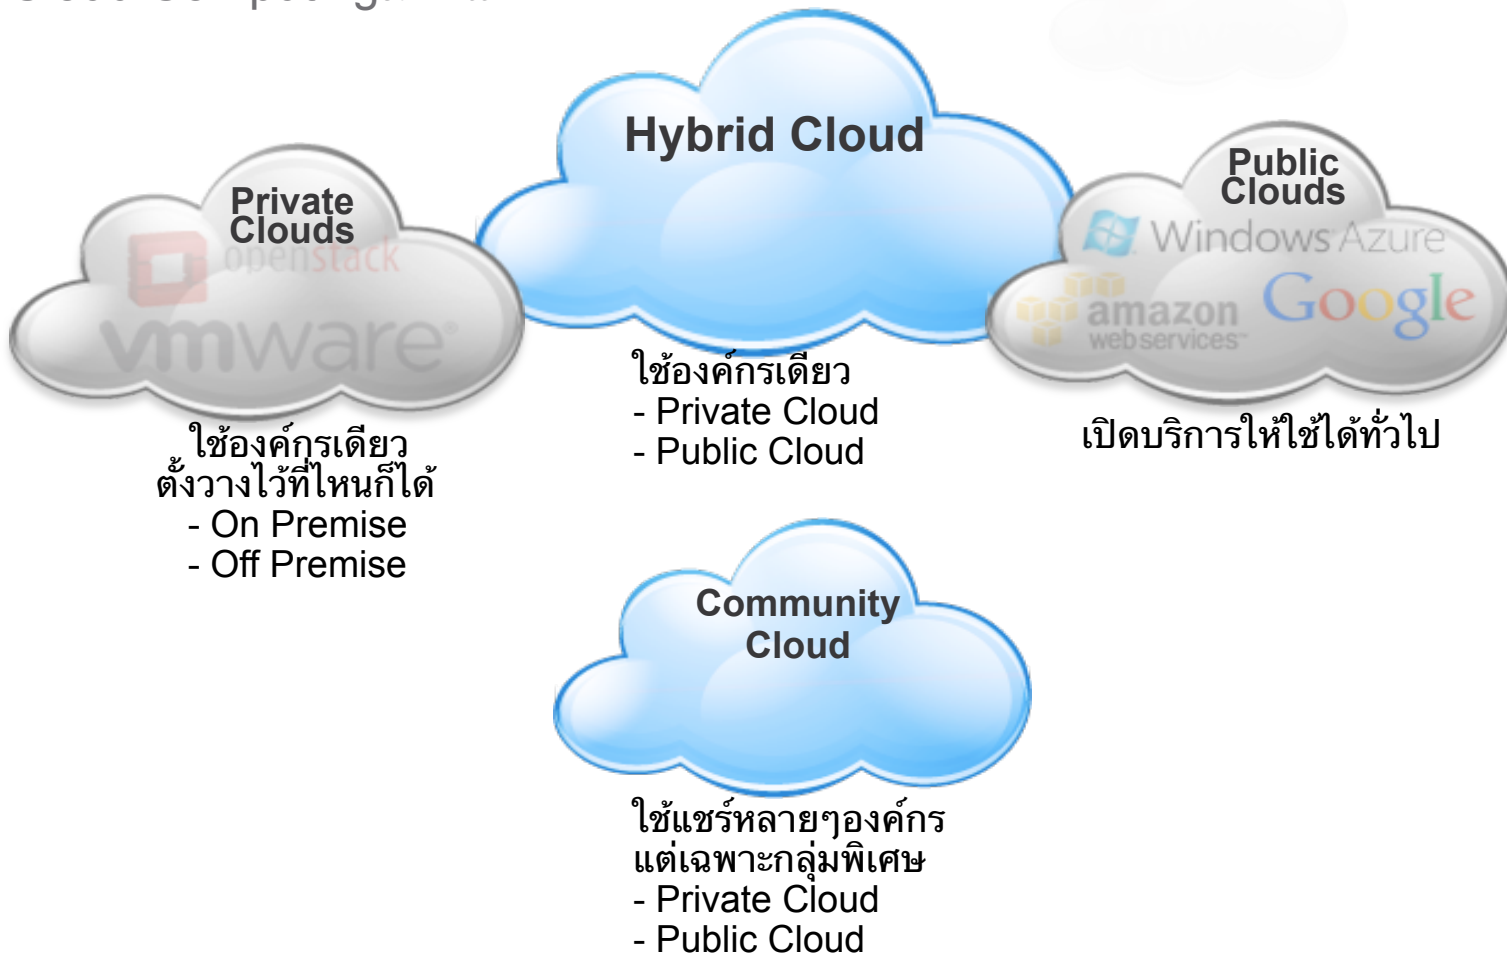 Hybrid Cloud
Private
Clouds
openstack
vmware
Public
Clouds
Windows Azure
amazon
webservices™
Google
ใช้องค์กรเดียว
ตั้งวางไว้ที่ไหนก็ได้
- On Premise
- Off Premise
ใช้องค์กรเดียว
- Private Cloud
- Public Cloud
เปิดบริการให้ใช้ได้ทั่วไป
Community
Cloud
ใช้แชร์หลายๆองค์กร
แต่เฉพาะกลุ่มพิเศษ
- Private Cloud
- Public Cloud